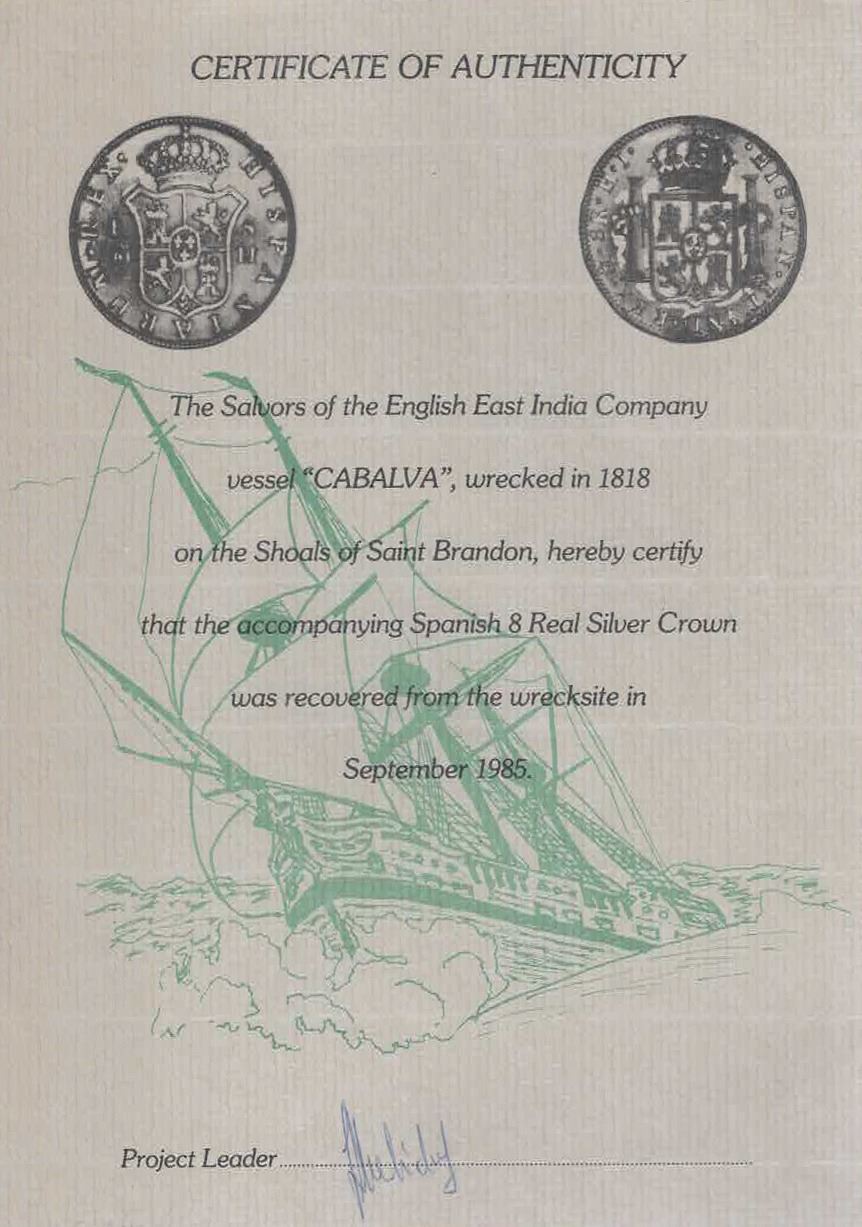 CERTIFICATE OF AUTHENTICITY
The Salvors of the English East India Company
vessel "CABALVA", wrecked in 1818
on the Shoals of Saint Brandon, hereby certify
that the accompanying Spanish 8 Real Silver Crown
was recovered from the wrecksite in
September 1985.
Project Leader